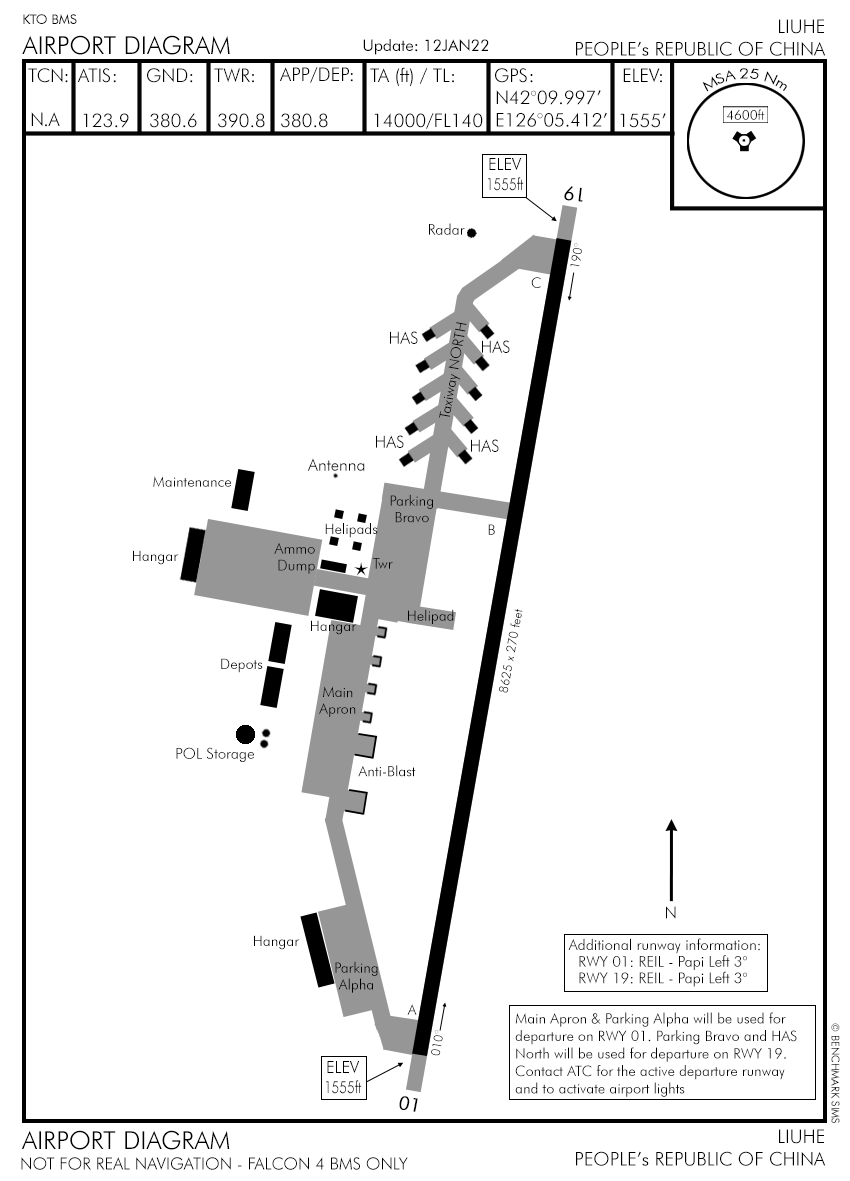 KTO BMS
AIRPORT DIAGRAM
Update: 12JAN22
LIUHE
PEOPLE's REPUBLIC OF CHINA
TCN:
N.A
ATIS:
123.9
GND:
380.6
TWR:
390.8
APP/DEP:
380.8
TA (ft) / TL:
14000/FL140
GPS:
N42°09.997'
E126°05.412'
ELEV:
1555'
MSA 25 Nm
4600ft
ELEV
1555ft
19
Radar
190°
C
HAS
HAS
Taxiway NORTH
HAS
HAS
Antenna
Maintenance
Parking
Bravo
Helipads
B
Hangar
Ammo
Dump
Twr
Helipad
Hangar
8625 x 270 feet
Depots
Main
Apron
POL Storage
Anti-Blast
N
Hangar
Parking
Alpha
Additional runway information:
RWY 01: REIL - Papi Left 3°
RWY 19: REIL - Papi Left 3°
A
010°
Main Apron & Parking Alpha will be used for
departure on RWY 01. Parking Bravo and HAS
North will be used for departure on RWY 19.
Contact ATC for the active departure runway
and to activate airport lights
ELEV
1555ft
01
© BENCHMARK SIMS
AIRPORT DIAGRAM
NOT FOR REAL NAVIGATION - FALCON 4 BMS ONLY
LIUHE
PEOPLE's REPUBLIC OF CHINA